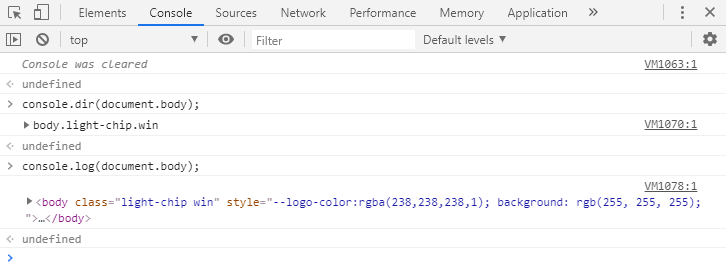 Elements Console Sources Network Performance Memory Application »
top ▼ Filter Default levels ▼
Console was cleared VM1063:1
undefined
console.dir(document.body);
body.light-chip.win VM1070:1
undefined
console.log(document.body);
VM1078:1
<body class="light-chip win" style="--logo-color:rgba(238,238,238,1); background: rgb(255, 255, 255);
">…</body>
undefined